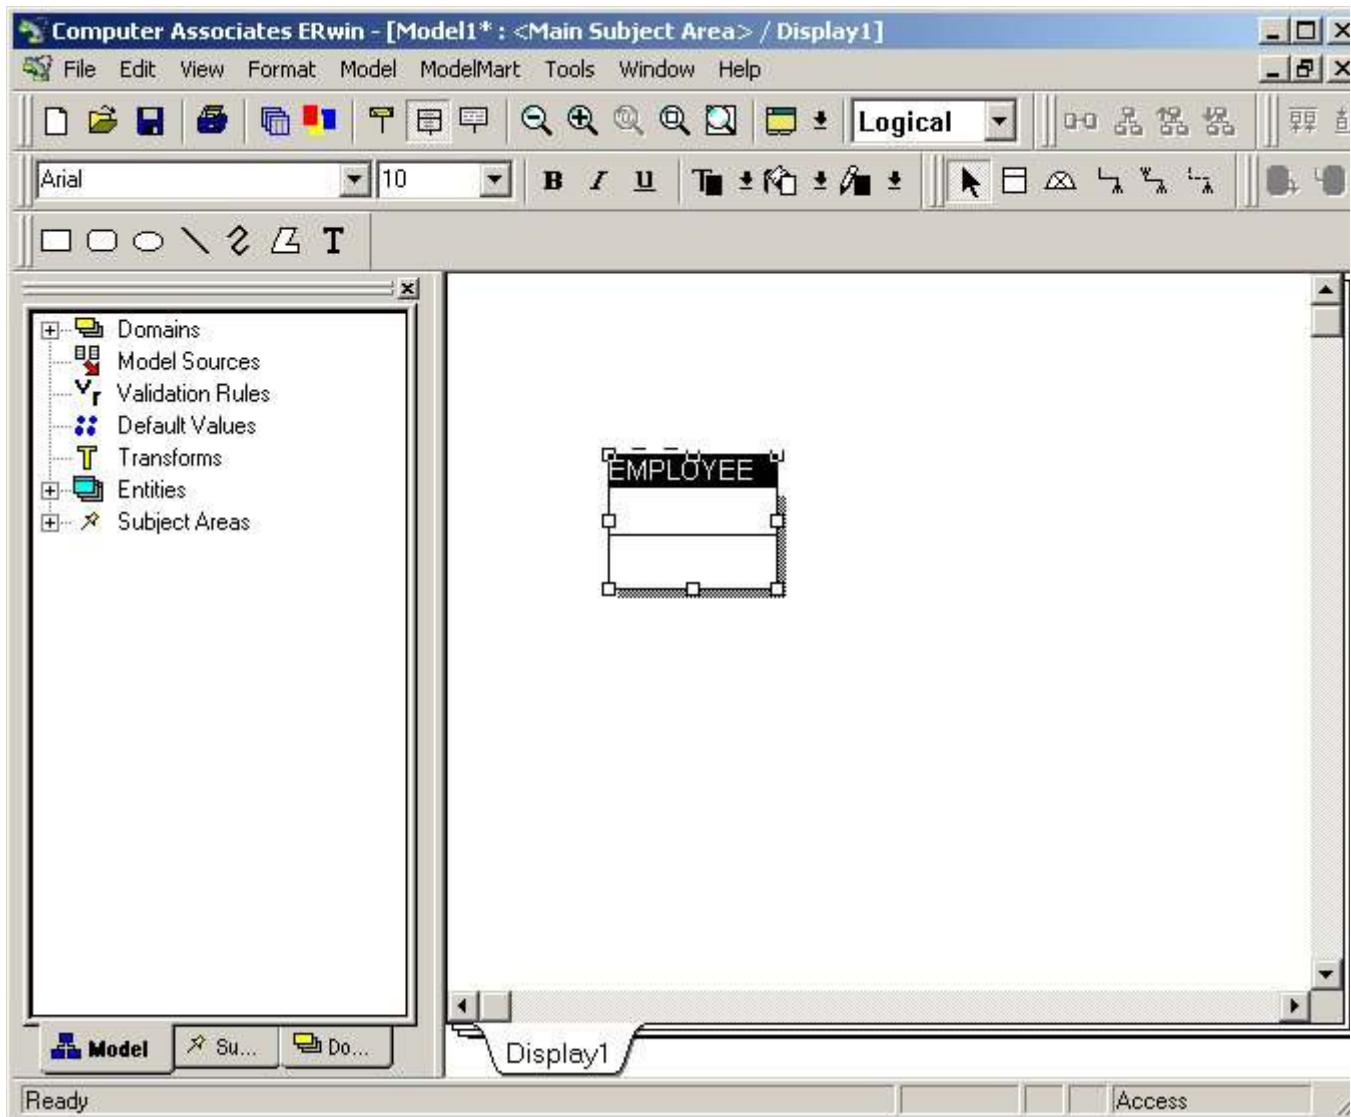 Computer Associates ERwin - [Model1* : <Main Subject Area> / Display1]
File Edit View Format Model ModelMart Tools Window Help
Logical
Arial 10 B I U T
T
Domains
Model Sources
Validation Rules
Default Values
Transforms
Entities
Subject Areas
EMPLOYEE
Model Su... Do...
Display1
Ready Access